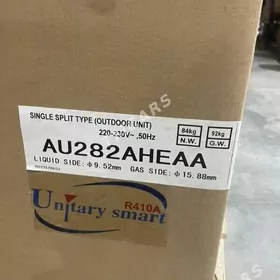 SINGLE SPLIT TYPE (OUTDOOR UNIT)
220-230V~ ,50Hz
84kg
N.W.
92kg
G.W.
AU282AHEAA
LIQUID SIDE: φ9.52mm GAS SIDE: φ15.88mm
R410A
Unitary smart